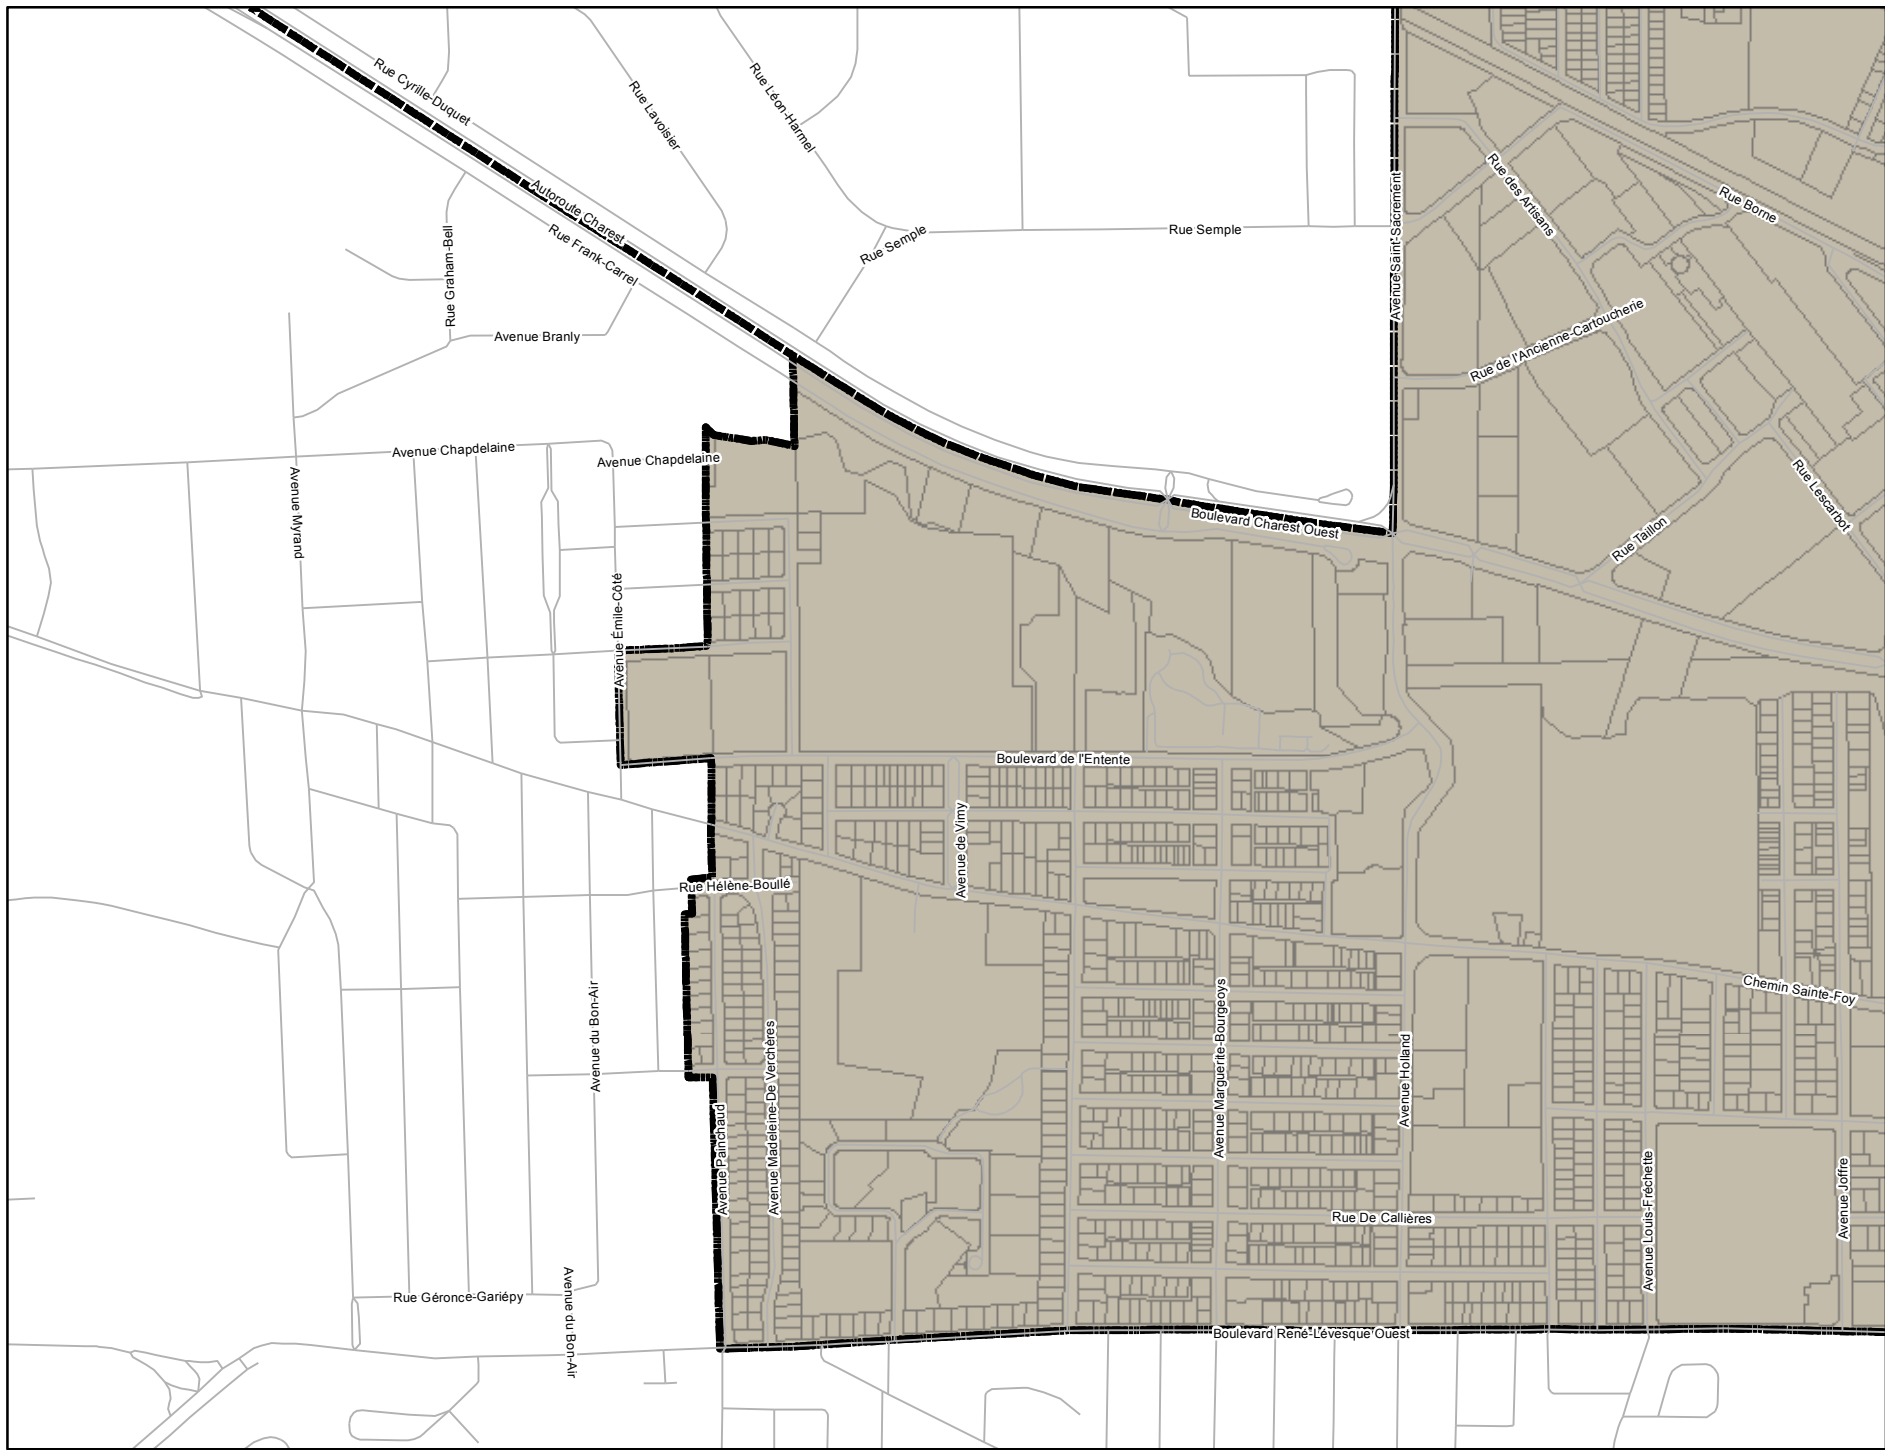 Rue Cyrille-Duquet
Rue Lavoisier
Rue Léon-Harmel
Autoroute Charest
Rue Frank-Carrel
Rue Graham-Bell
Avenue Branly
Rue Semple
Rue Semple
Avenue Saint-Sacrement
Rue des Artisans
Rue Borne
Rue de l'Ancienne-Cartoucherie
Rue Lescarbot
Rue Taillon
Avenue Chapdelaine
Avenue Chapdelaine
Avenue Myrand
Boulevard Charest Ouest
Avenue Émile-Côté
Boulevard de l'Entente
Avenue de Vimy
Rue Hélène-Boullé
Avenue du Bon-Air
Avenue Madeleine-De Verchères
Avenue Marguerite-Bourgeoys
Avenue Holland
Chemin Sainte-Foy
Avenue Painchaud
Avenue Louis-Fréchette
Avenue Joffre
Rue De Callières
Rue Géronce-Gariépy
Avenue du Bon-Air
Boulevard René-Lévesque Ouest